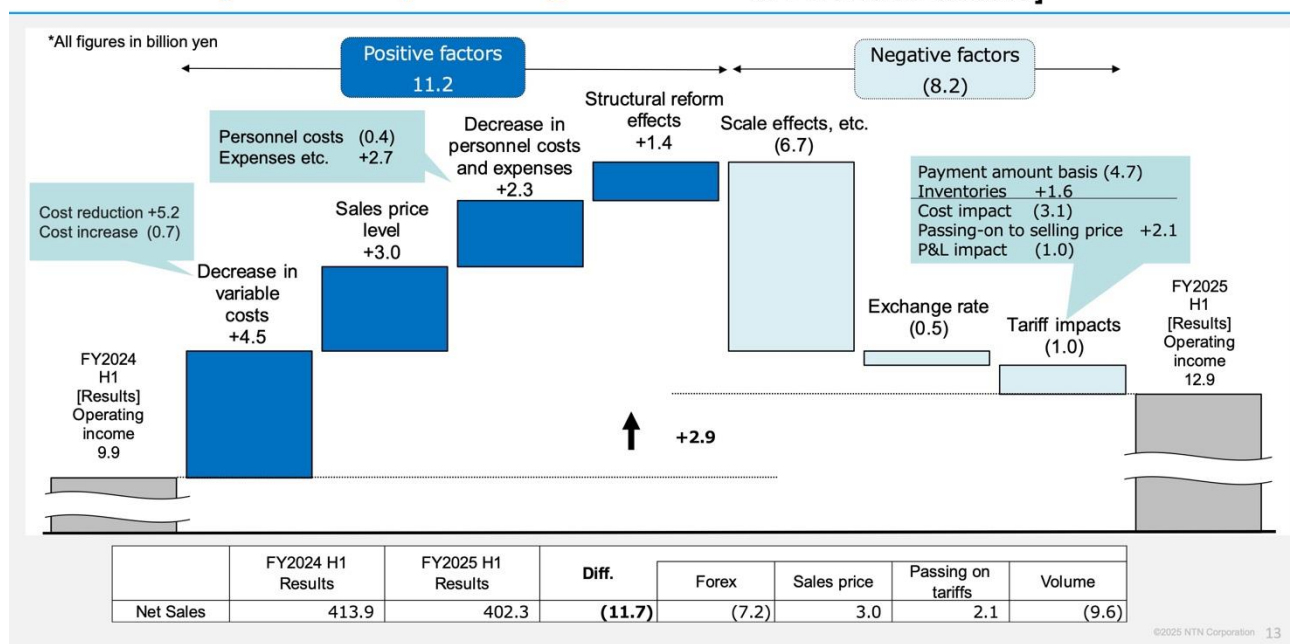 ]
*All figures in billion yen
Positive factors
11.2
Negative factors
(8.2)
Personnel costs (0.4)
Expenses etc. +2.7
Cost reduction +5.2
Cost increase (0.7)
Payment amount basis (4.7)
Inventories +1.6
Cost impact (3.1)
Passing-on to selling price +2.1
P&L impact (1.0)
FY2024
H1
[Results]
Operating
income
9.9
Decrease in
variable
costs
+4.5
Sales price
level
+3.0
Decrease in
personnel costs
and expenses
+2.3
Structural reform
effects
+1.4
Scale effects, etc.
(6.7)
Exchange rate
(0.5)
Tariff impacts
(1.0)
FY2025
H1
[Results]
Operating
income
12.9
+2.9
FY2024 H1
Results
FY2025 H1
Results
Diff.
Forex
Sales price
Passing on
tariffs
Volume
Net Sales 413.9 402.3 (11.7) (7.2) 3.0 2.1 (9.6)
©2025 NTN Corporation 13